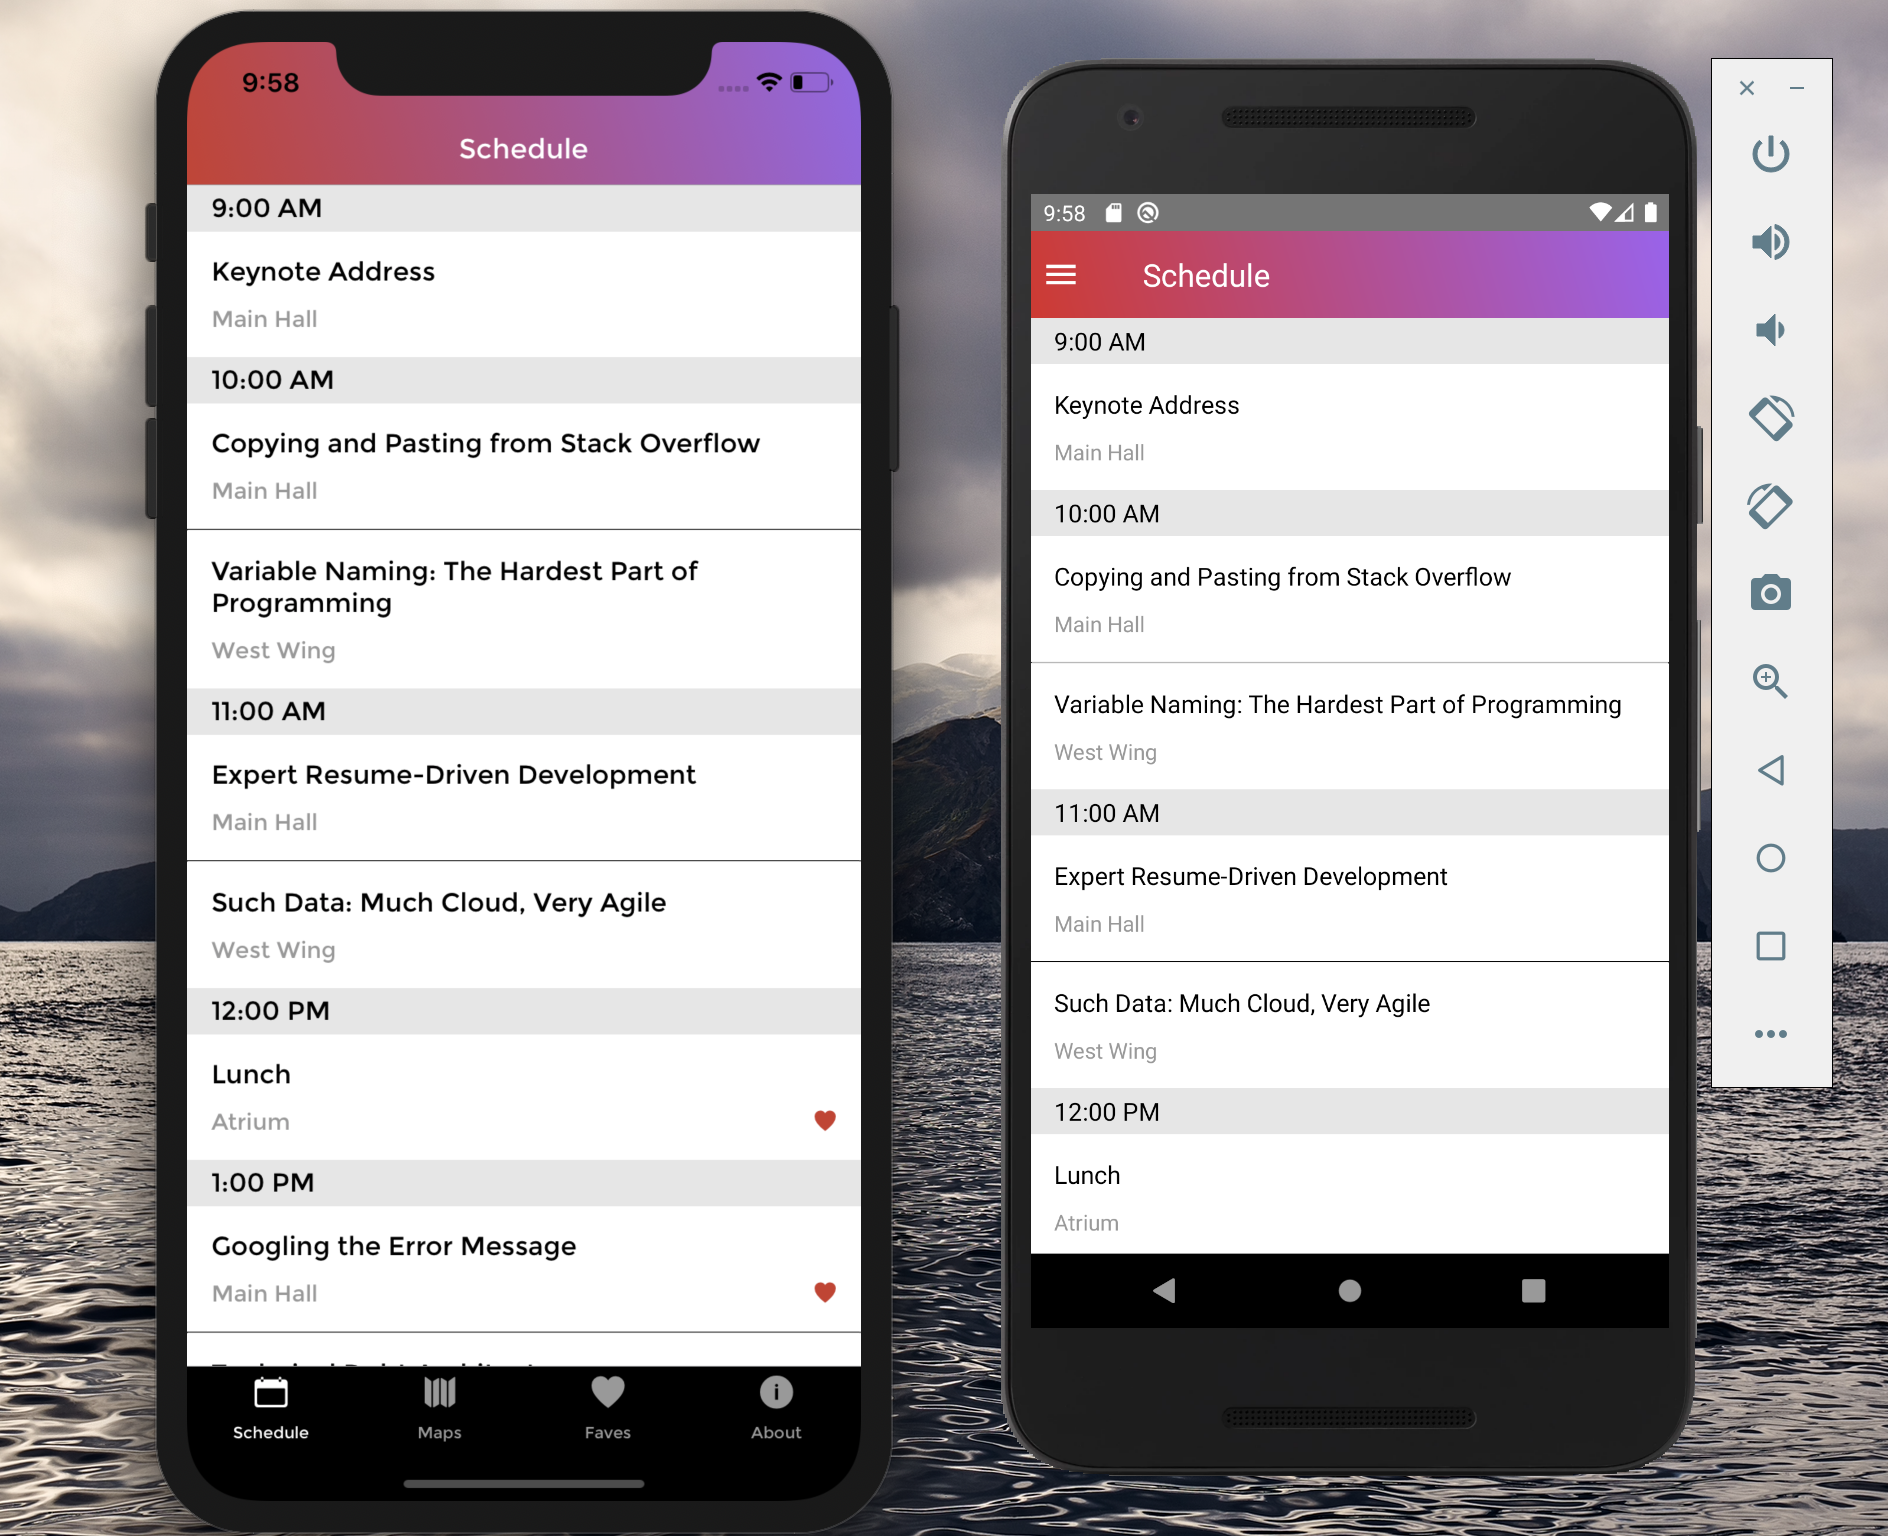 9:58
Schedule
9:00 AM
Keynote Address
Main Hall
10:00 AM
Copying and Pasting from Stack Overflow
Main Hall
Variable Naming: The Hardest Part of
Programming
West Wing
11:00 AM
Expert Resume-Driven Development
Main Hall
Such Data: Much Cloud, Very Agile
West Wing
12:00 PM
Lunch
Atrium
1:00 PM
Googling the Error Message
Main Hall
Schedule
Maps
Faves
About
9:58
Schedule
9:00 AM
Keynote Address
Main Hall
10:00 AM
Copying and Pasting from Stack Overflow
Main Hall
Variable Naming: The Hardest Part of Programming
West Wing
11:00 AM
Expert Resume-Driven Development
Main Hall
Such Data: Much Cloud, Very Agile
West Wing
12:00 PM
Lunch
Atrium